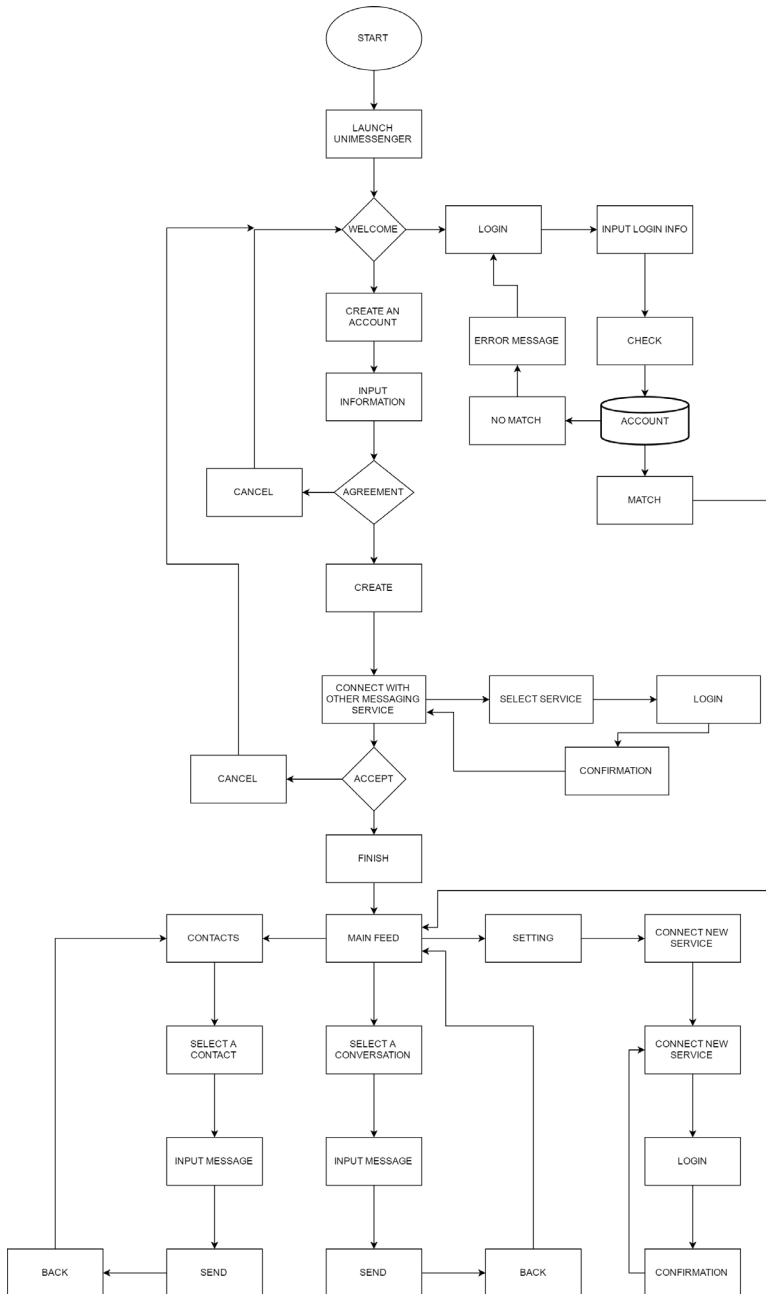 START
LAUNCH
UNIMESSENGER
WELCOME
LOGIN
INPUT LOGIN INFO
CREATE AN
ACCOUNT
ERROR MESSAGE
CHECK
INPUT
INFORMATION
NO MATCH
ACCOUNT
CANCEL
AGREEMENT
MATCH
CREATE
CONNECT WITH
OTHER MESSAGING
SERVICE
SELECT SERVICE
LOGIN
CANCEL
ACCEPT
CONFIRMATION
FINISH
CONTACTS
MAIN FEED
SETTING
CONNECT NEW
SERVICE
SELECT A
CONTACT
SELECT A
CONVERSATION
CONNECT NEW
SERVICE
INPUT MESSAGE
INPUT MESSAGE
LOGIN
BACK
SEND
SEND
BACK
CONFIRMATION